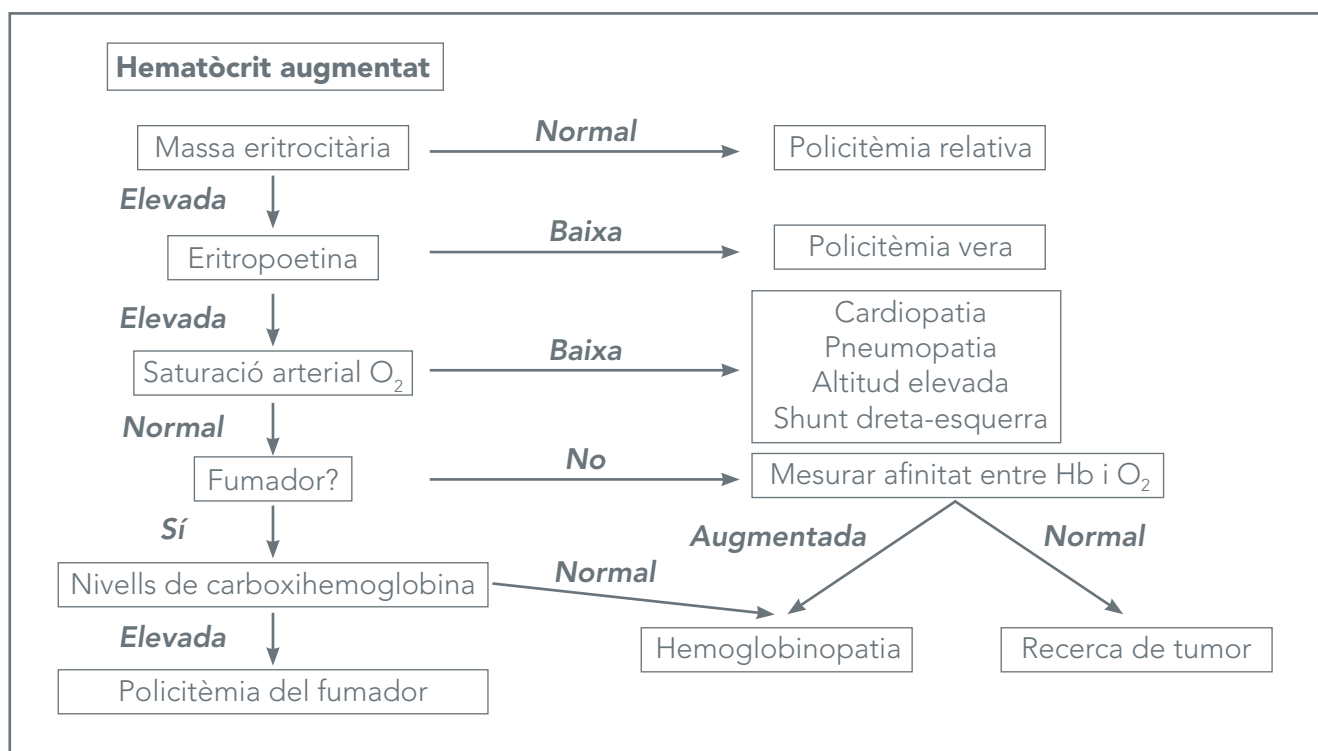 Hematòcrit augmentat
Massa eritrocitària
Normal
Policitèmia relativa
Elevada
Eritropoetina
Baixa
Policitèmia vera
Elevada
Saturació arterial O₂
Baixa
Cardiopatia
Pneumopatia
Altitud elevada
Shunt dreta-esquerra
Normal
Fumador?
No
Mesurar afinitat entre Hb i O₂
Sí
Augmentada
Normal
Nivells de carboxihemoglobina
Normal
Hemoglobinopatia
Recerca de tumor
Elevada
Policitèmia del fumador